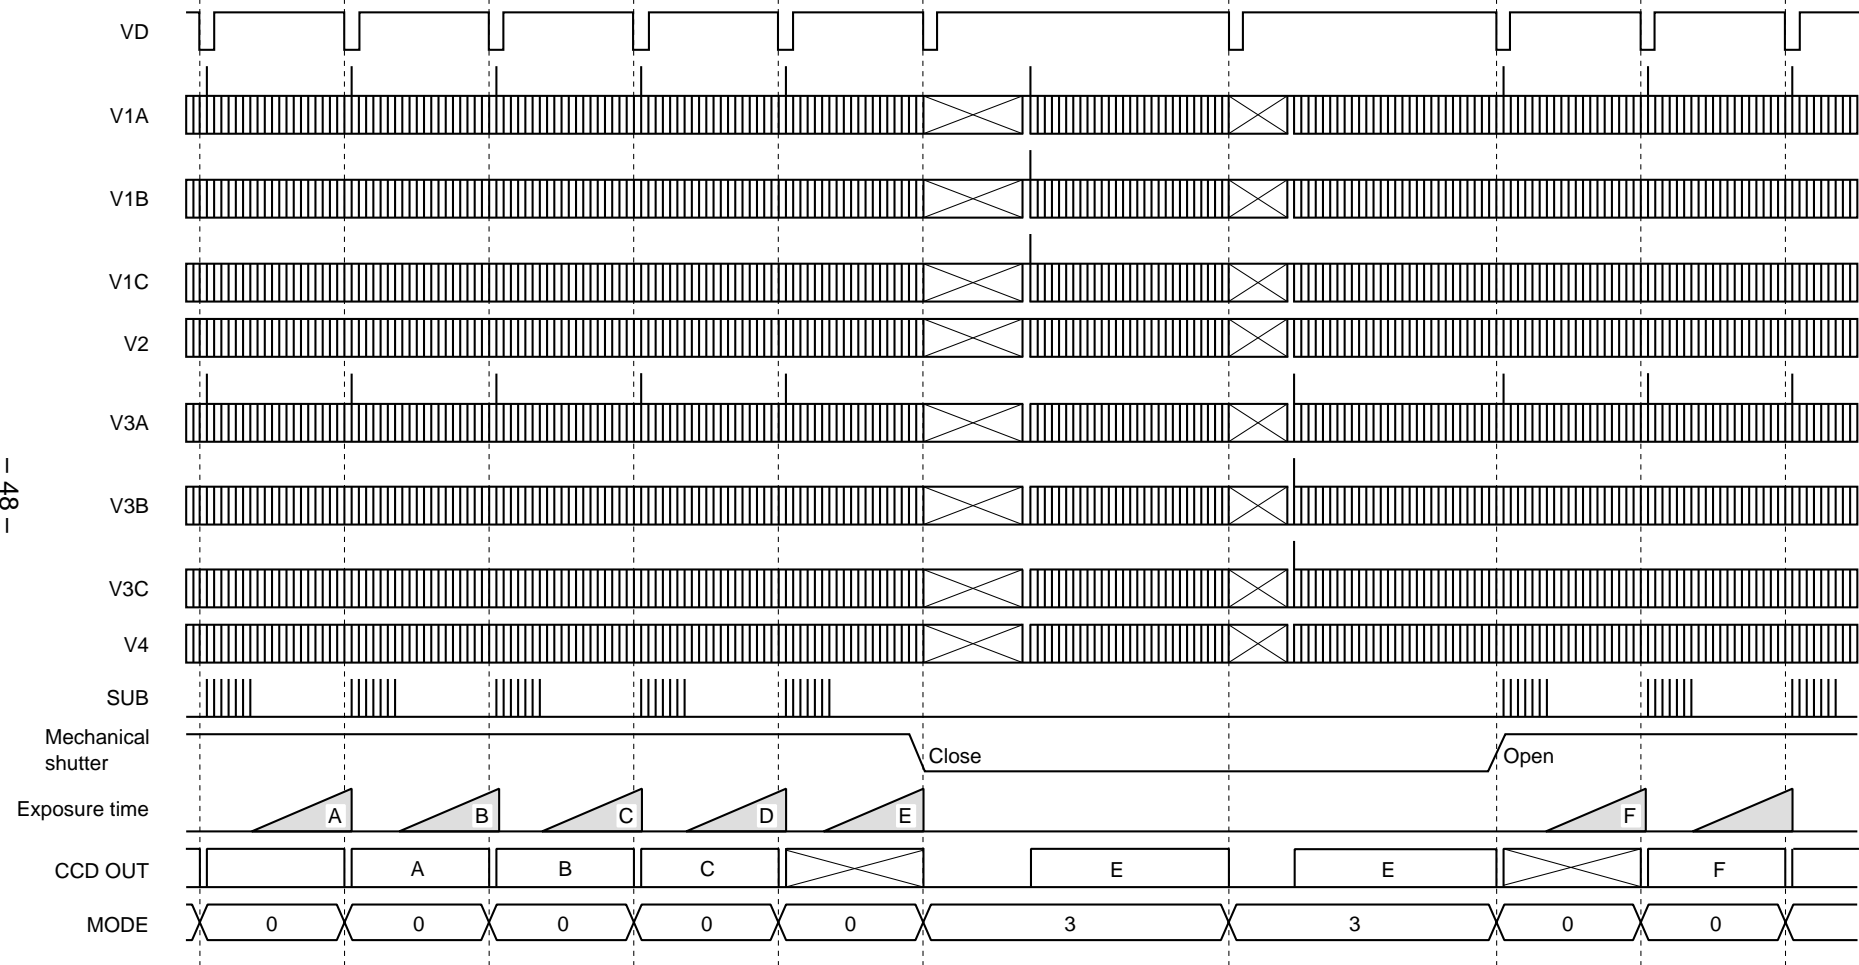 VD
V1A
V1B
V1C
V2
V3A
V3B
V3C
V4
SUB
Mechanical
shutter
Close
Open
Exposure time
A
B
C
D
E
F
CCD OUT
A
B
C
E
E
F
MODE
0
0
0
0
0
3
3
0
0
– 48 –